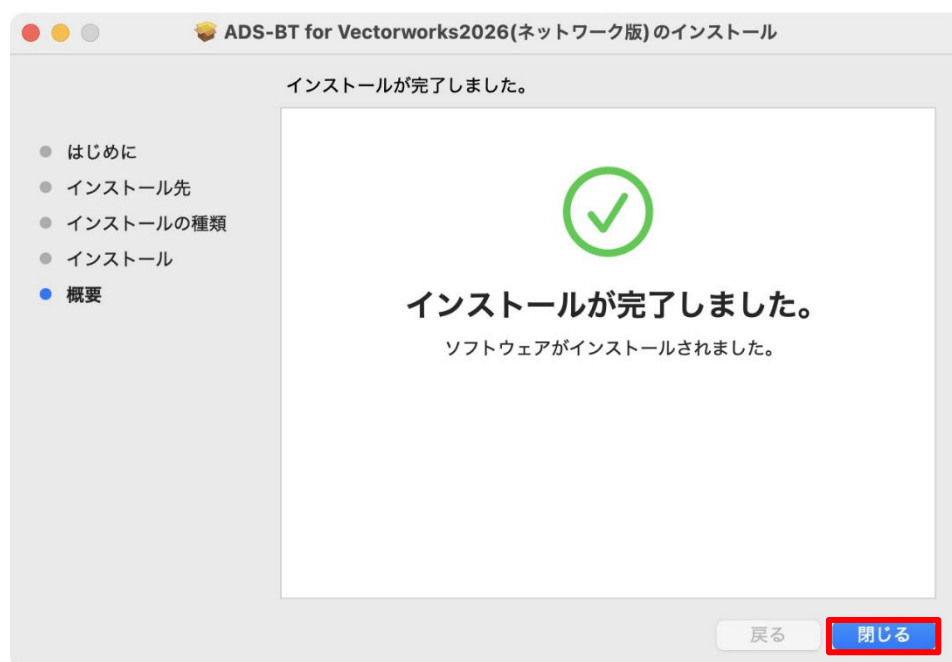 ADS-BT for Vectorworks2026(ネットワーク版)のインストール
インストールが完了しました。
はじめに
インストール先
インストールの種類
インストール
概要
インストールが完了しました。
ソフトウェアがインストールされました。
戻る
閉じる